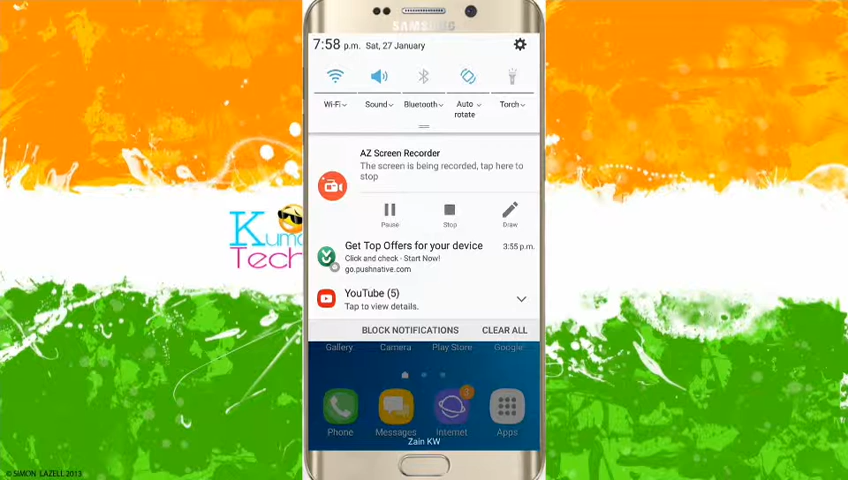 SAMSUNG
7:58 p.m. Sat, 27 January
Wi-Fi Sound Bluetooth Auto rotate Torch
AZ Screen Recorder
The screen is being recorded, tap here to
stop
Pause Stop Draw
Get Top Offers for your device 3:55 p.m.
Click and check - Start Now!
go.pushnative.com
YouTube (5)
Tap to view details.
BLOCK NOTIFICATIONS CLEAR ALL
Gallery Camera Play Store Google
Phone Messages Internet Apps
Zain KW
Tech
© SIMON LAZELL 2013